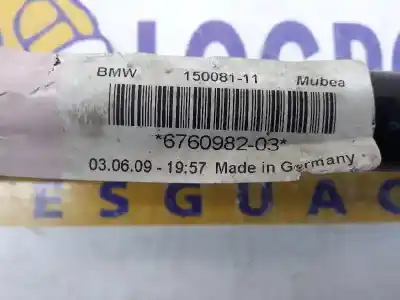 BMW 150081-11 Mubea
*6760982-03*
03.06.09 - 19:57 Made in Germany
ESGUAC